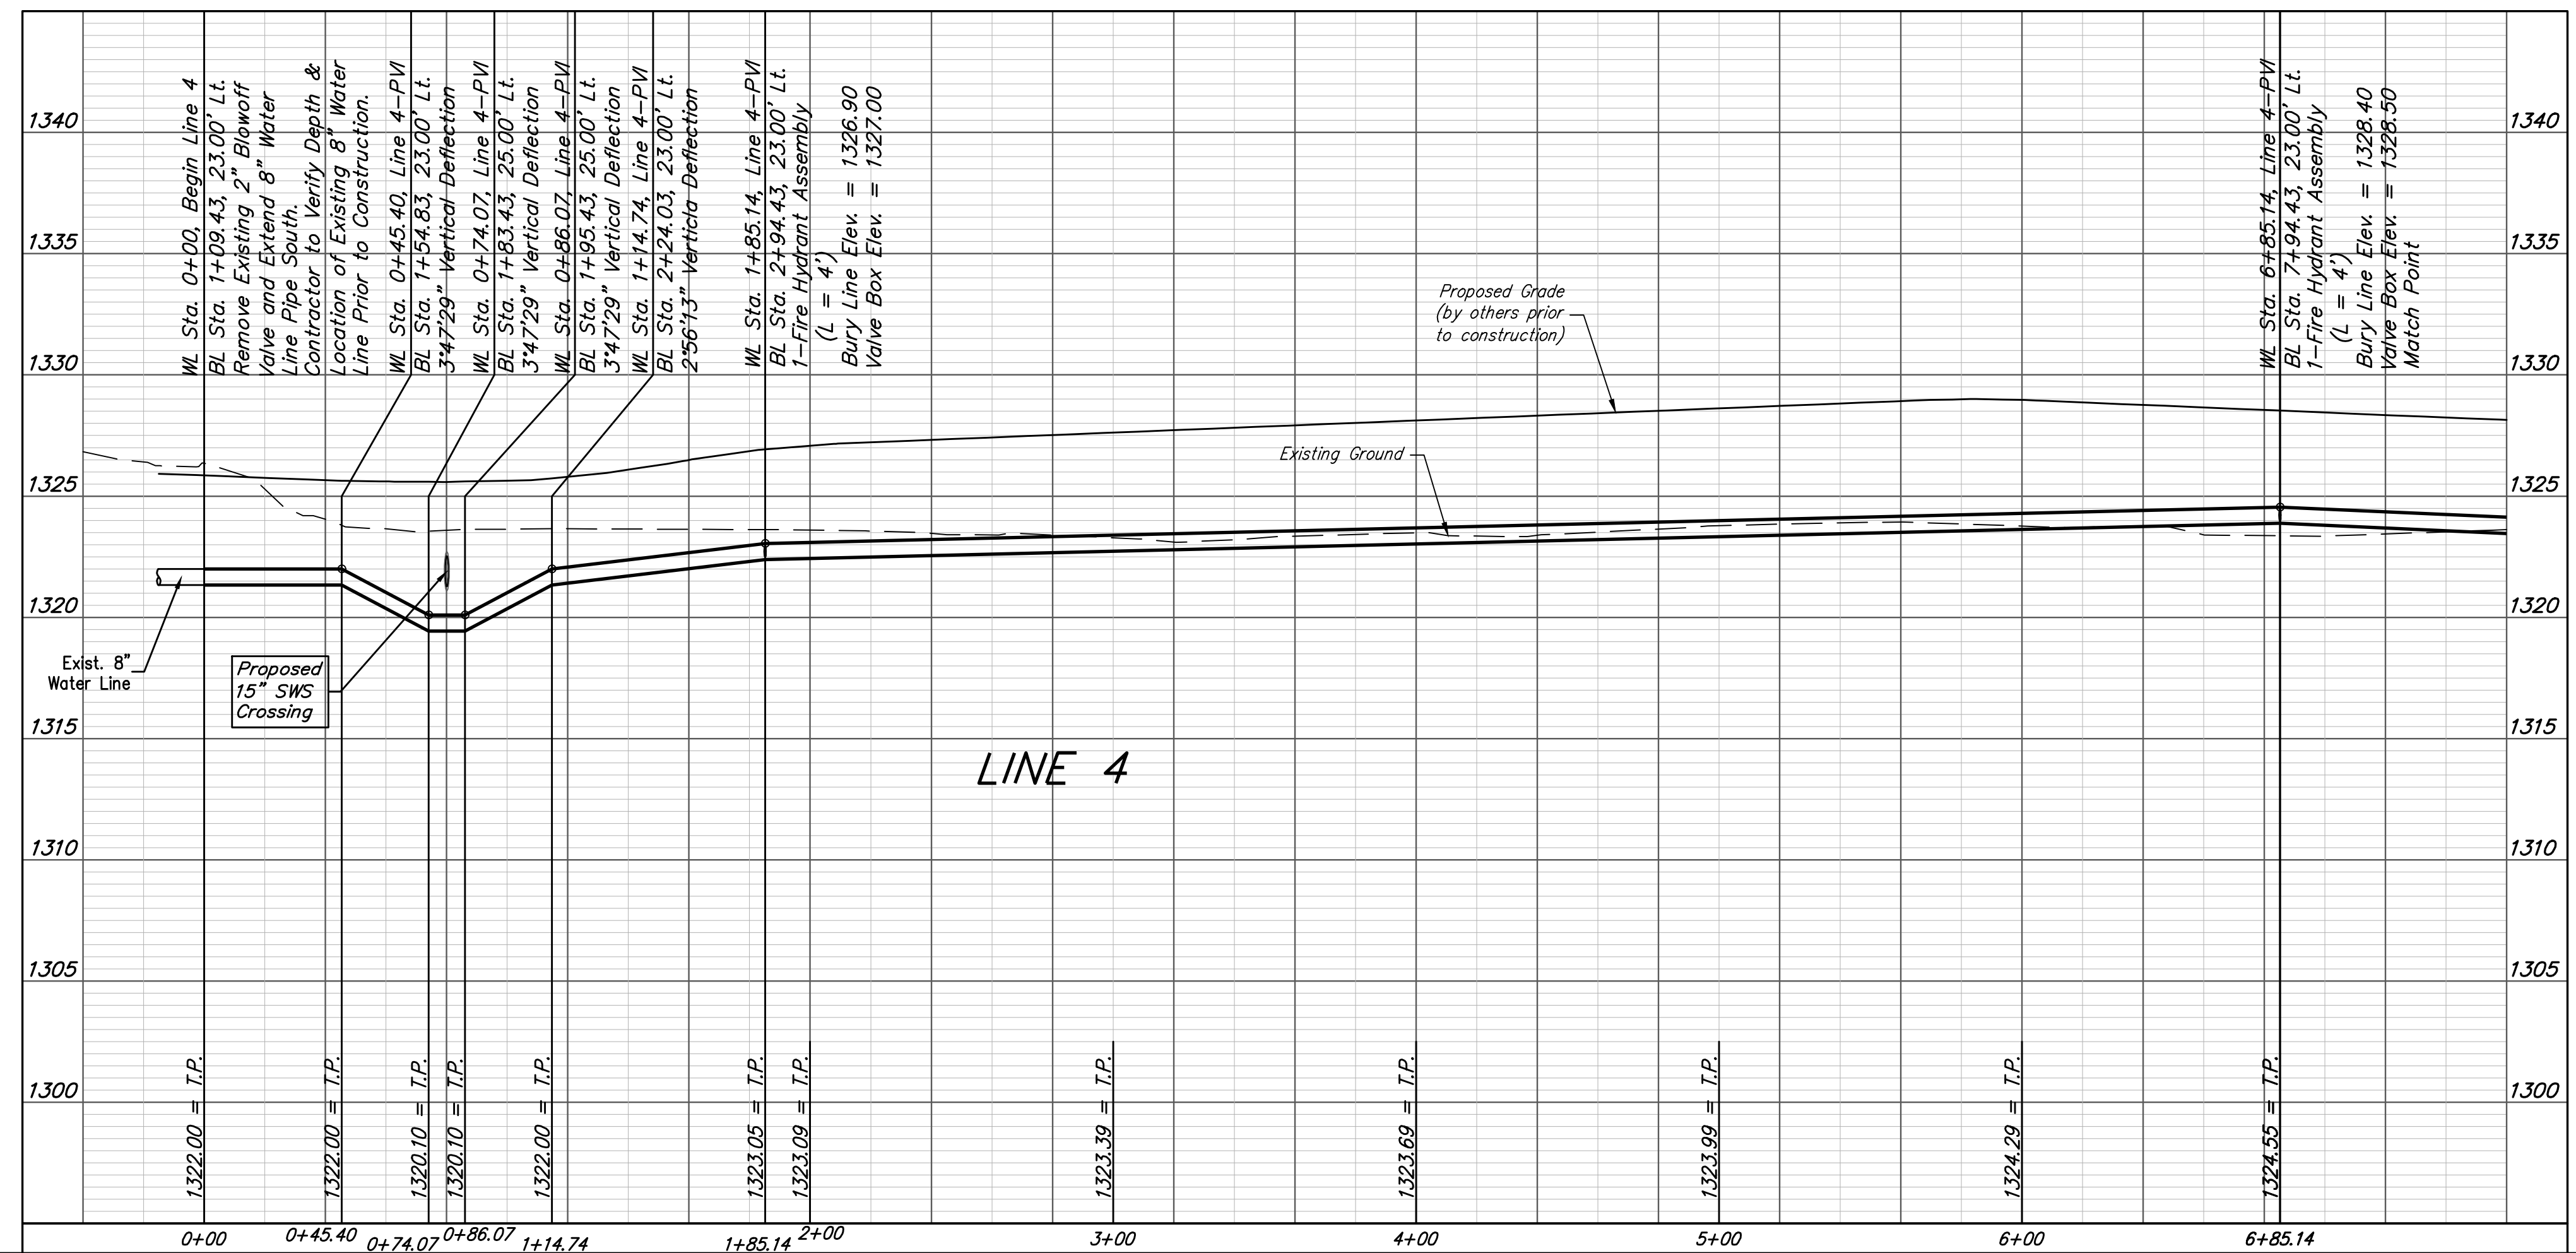 WL Sta. 0+00, Begin Line 4
BL Sta. 1+09.43, 23.00' Lt.
Remove Existing 2" Blowoff
Valve and Extend 8" Water
Line Pipe South.
Contractor to Verify Depth &
Location of Existing 8" Water
Line Prior to Construction.
WL Sta. 0+45.40, Line 4-PVI
BL Sta. 1+54.83, 23.00' Lt.
3°47'29" Vertical Deflection
WL Sta. 0+74.07, Line 4-PVI
BL Sta. 1+83.43, 25.00' Lt.
3°47'29" Vertical Deflection
WL Sta. 0+86.07, Line 4-PVI
BL Sta. 1+95.43, 25.00' Lt.
3°47'29" Vertical Deflection
WL Sta. 1+14.74, Line 4-PVI
BL Sta. 2+24.03, 23.00' Lt.
2°56'13" Verticla Deflection
WL Sta. 1+85.14, Line 4-PVI
BL Sta. 2+94.43, 23.00' Lt.
1-Fire Hydrant Assembly
(L = 4')
Bury Line Elev. = 1326.90
Valve Box Elev. = 1327.00
WL Sta. 6+85.14, Line 4-PVI
BL Sta. 7+94.43, 23.00' Lt.
1-Fire Hydrant Assembly
(L = 4')
Bury Line Elev. = 1328.40
Valve Box Elev. = 1328.50
Match Point
1340
1340
1335
1335
Proposed Grade
(by others prior
to construction)
1330
1330
Existing Ground
1325
1325
1320
1320
Exist. 8"
Water Line
Proposed
15" SWS
Crossing
1315
1315
LINE 4
1310
1310
1305
1305
1300
1300
1322.00 = T.P.
1322.00 = T.P.
1320.10 = T.P.
1320.10 = T.P.
1322.00 = T.P.
1323.05 = T.P.
1323.09 = T.P.
1323.39 = T.P.
1323.69 = T.P.
1323.99 = T.P.
1324.29 = T.P.
1324.55 = T.P.
0+00
0+45.40
0+74.07
0+86.07
1+14.74
1+85.14
2+00
3+00
4+00
5+00
6+00
6+85.14